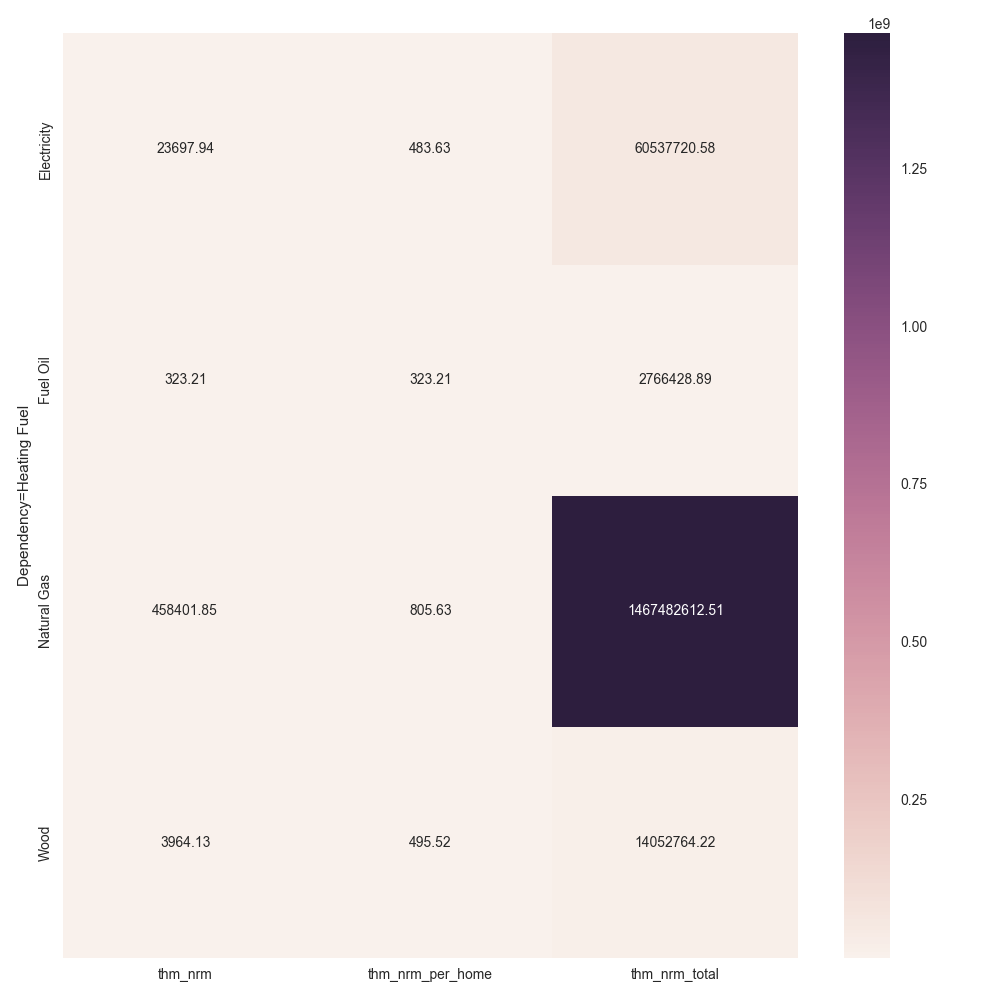 1e9
Electricity
23697.94
483.63
60537720.58
1.25
1.00
Fuel Oil
323.21
323.21
2766428.89
Dependency=Heating Fuel
0.75
Natural Gas
458401.85
805.63
1467482612.51
0.50
0.25
Wood
3964.13
495.52
14052764.22
thm_nrm
thm_nrm_per_home
thm_nrm_total